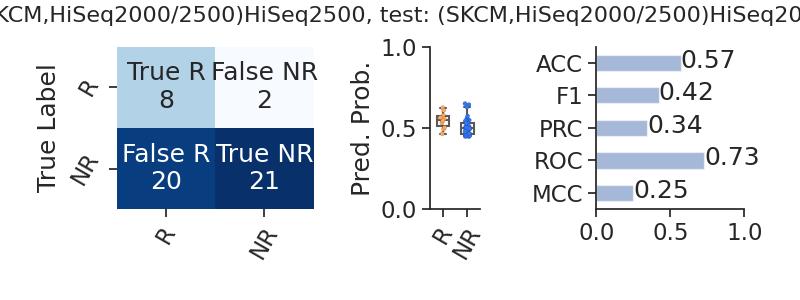 KCM,HiSeq2000/2500)HiSeq2500, test: (SKCM,HiSeq2000/2500)HiSeq20
True Label
R
NR
True R
8
False NR
2
False R
20
True NR
21
R
NR
Pred. Prob.
1.0
0.5
0.0
R
NR
ACC
F1
PRC
ROC
MCC
0.57
0.42
0.34
0.73
0.25
0.0
0.5
1.0